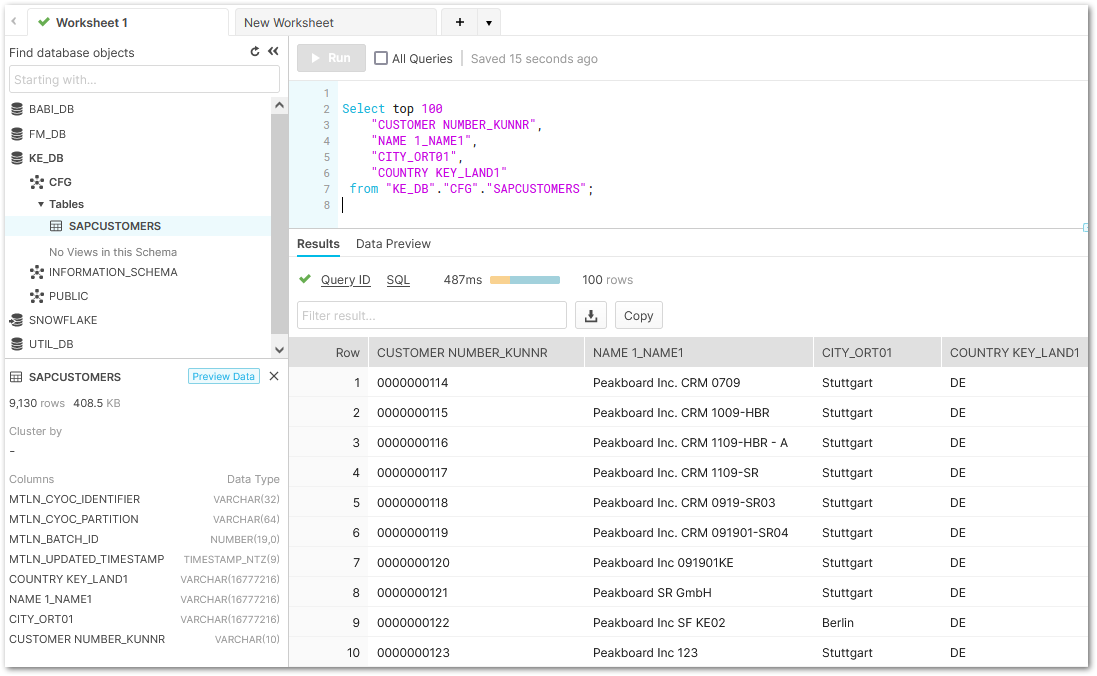 Worksheet 1
New Worksheet
Find database objects
Starting with...
BABI_DB
FM_DB
KE_DB
CFG
Tables
SAPCUSTOMERS
No Views in this Schema
INFORMATION_SCHEMA
PUBLIC
SNOWFLAKE
UTIL_DB
SAPCUSTOMERS Preview Data
9,130 rows 408.5 KB
Cluster by
-
Columns Data Type
MTLN_CYOC_IDENTIFIER VARCHAR(32)
MTLN_CYOC_PARTITION VARCHAR(64)
MTLN_BATCH_ID NUMBER(19,0)
MTLN_UPDATED_TIMESTAMP TIMESTAMP_NTZ(9)
COUNTRY KEY_LAND1 VARCHAR(16777216)
NAME 1_NAME1 VARCHAR(16777216)
CITY_ORT01 VARCHAR(16777216)
CUSTOMER NUMBER_KUNNR VARCHAR(10)
Run All Queries Saved 15 seconds ago
1
2 Select top 100
3 "CUSTOMER NUMBER_KUNNR",
4 "NAME 1_NAME1",
5 "CITY_ORT01",
6 "COUNTRY KEY_LAND1"
7 from "KE_DB"."CFG"."SAPCUSTOMERS";
8
Results Data Preview
Query ID SQL 487ms 100 rows
Filter result... Copy
Row CUSTOMER NUMBER_KUNNR NAME 1_NAME1 CITY_ORT01 COUNTRY KEY_LAND1
1 0000000114 Peakboard Inc. CRM 0709 Stuttgart DE
2 0000000115 Peakboard Inc. CRM 1009-HBR Stuttgart DE
3 0000000116 Peakboard Inc. CRM 1109-HBR - A Stuttgart DE
4 0000000117 Peakboard Inc. CRM 1109-SR Stuttgart DE
5 0000000118 Peakboard Inc. CRM 0919-SR03 Stuttgart DE
6 0000000119 Peakboard Inc. CRM 091901-SR04 Stuttgart DE
7 0000000120 Peakboard Inc 091901KE Stuttgart DE
8 0000000121 Peakboard SR GmbH Stuttgart DE
9 0000000122 Peakboard Inc SF KE02 Berlin DE
10 0000000123 Peakboard Inc 123 Stuttgart DE